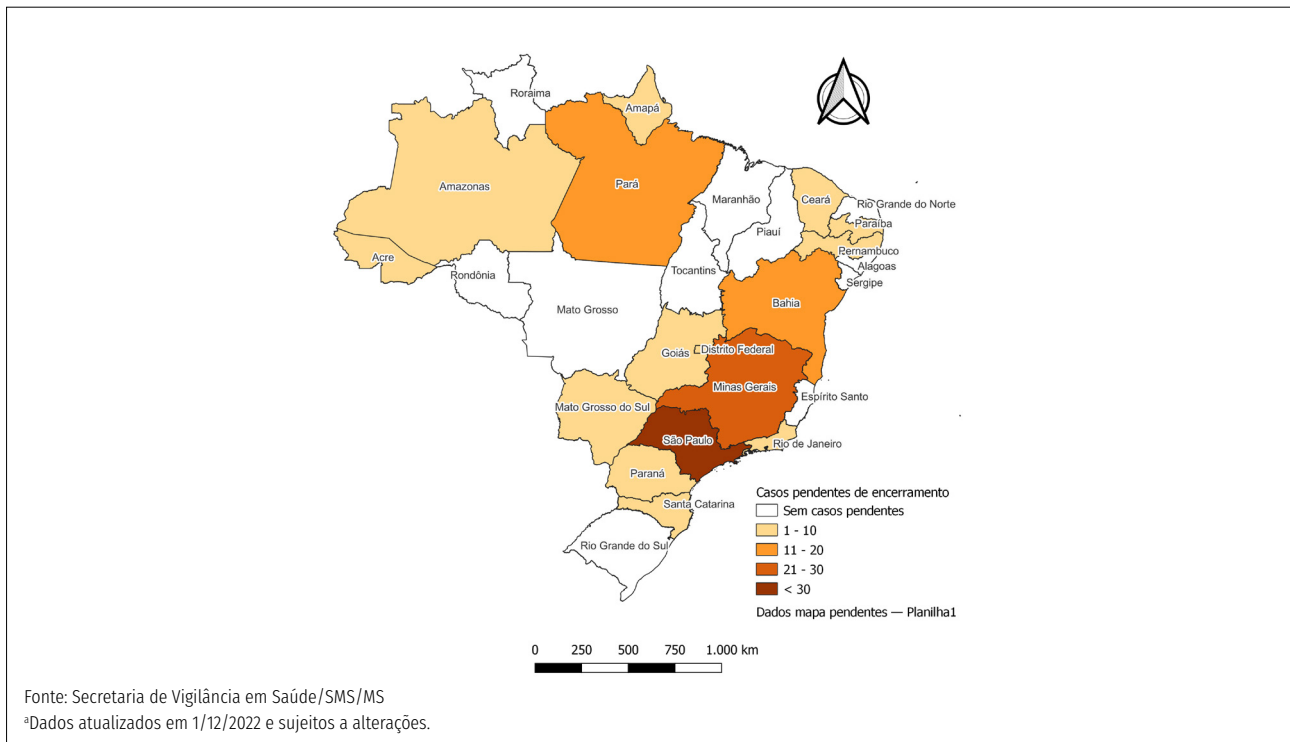 Roraima
Amapá
Amazonas
Pará
Maranhão
Ceará
Rio Grande do Norte
Paraíba
Piauí
Pernambuco
Acre
Alagoas
Rondônia
Tocantins
Sergipe
Mato Grosso
Bahia
Goiás
Distrito Federal
Minas Gerais
Espírito Santo
Mato Grosso do Sul
São Paulo
Rio de Janeiro
Paraná
Santa Catarina
Rio Grande do Sul
Casos pendentes de encerramento
Sem casos pendentes
1 - 10
11 - 20
21 - 30
< 30
Dados mapa pendentes — Planilha1
0 250 500 750 1.000 km
Fonte: Secretaria de Vigilância em Saúde/SMS/MS
ᵃDados atualizados em 1/12/2022 e sujeitos a alterações.